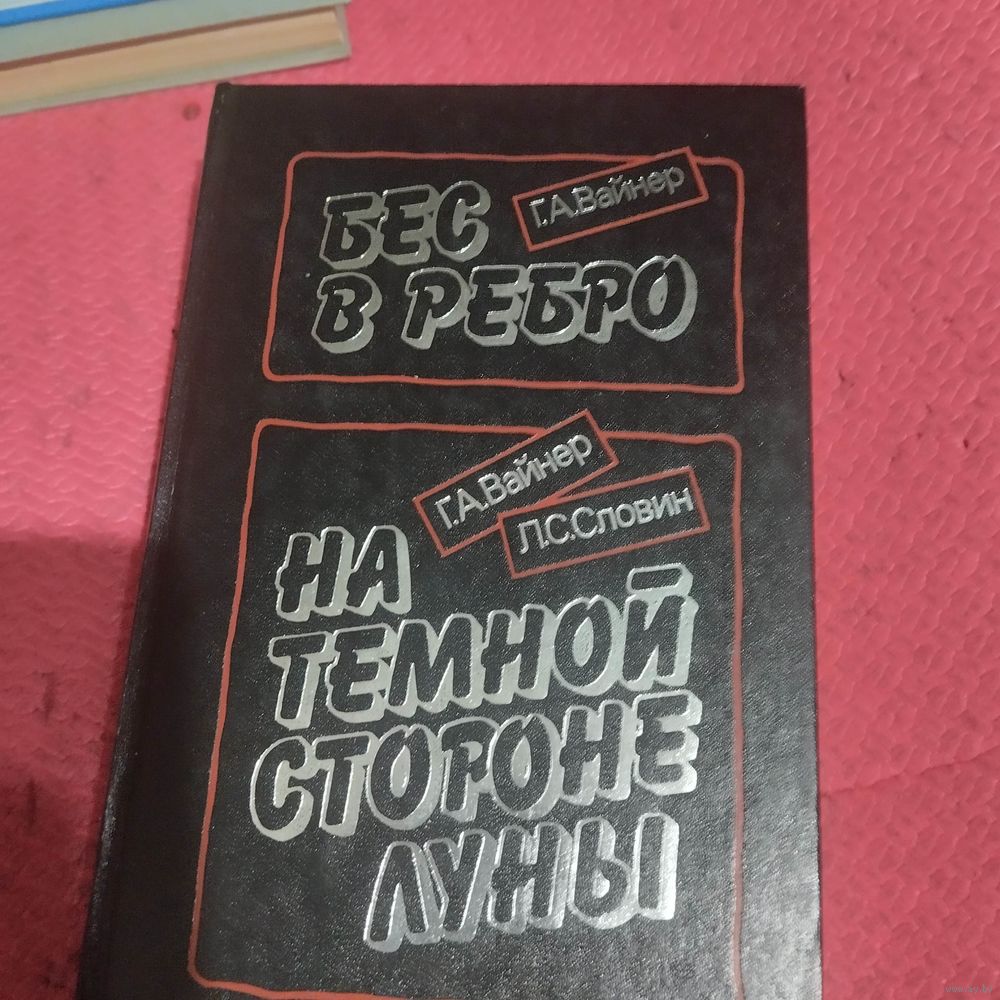 Г.А.Вайнер
БЕС
В РЕБРО
Г.А.Вайнер
Л.С.Словин
НА
ТЕМНОЙ
СТОРОНЕ
ЛУНЫ